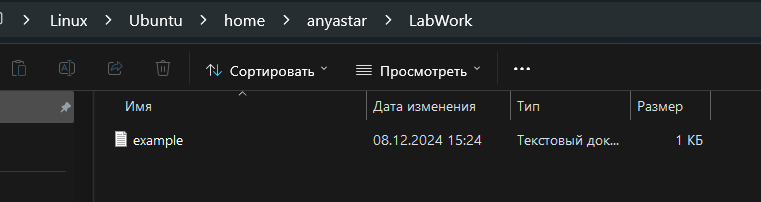 Linux > Ubuntu > home > anyastar > LabWork
Сортировать Просмотреть ...
Имя Дата изменения Тип Размер
example 08.12.2024 15:24 Текстовый док... 1 КБ